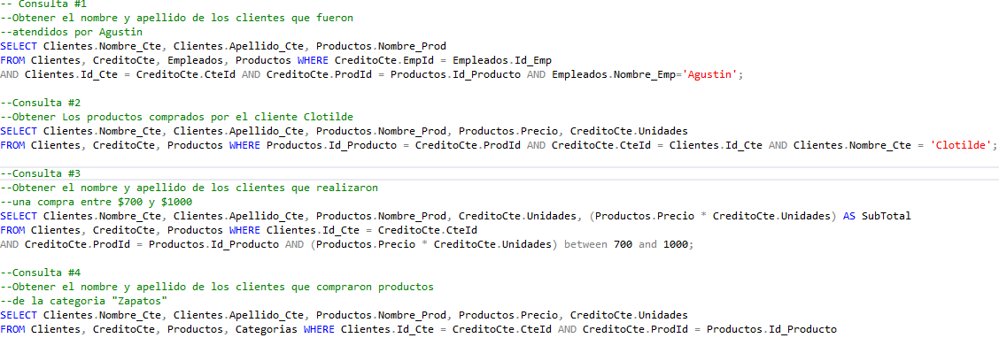 -- Consulta #1
--Obtener el nombre y apellido de los clientes que fueron
--atendidos por Agustin
SELECT Clientes.Nombre_Cte, Clientes.Apellido_Cte, Productos.Nombre_Prod
FROM Clientes, CreditoCte, Empleados, Productos WHERE CreditoCte.EmpId = Empleados.Id_Emp
AND Clientes.Id_Cte = CreditoCte.CteId AND CreditoCte.ProdId = Productos.Id_Producto AND Empleados.Nombre_Emp='Agustin';
--Consulta #2
--Obtener Los productos comprados por el cliente Clotilde
SELECT Clientes.Nombre_Cte, Clientes.Apellido_Cte, Productos.Nombre_Prod, Productos.Precio, CreditoCte.Unidades
FROM Clientes, CreditoCte, Productos WHERE Productos.Id_Producto = CreditoCte.ProdId AND CreditoCte.CteId = Clientes.Id_Cte AND Clientes.Nombre_Cte = 'Clotilde';
--Consulta #3
--Obtener el nombre y apellido de los clientes que realizaron
--una compra entre $700 y $1000
SELECT Clientes.Nombre_Cte, Clientes.Apellido_Cte, Productos.Nombre_Prod, CreditoCte.Unidades, (Productos.Precio * CreditoCte.Unidades) AS SubTotal
FROM Clientes, CreditoCte, Productos WHERE Clientes.Id_Cte = CreditoCte.CteId
AND CreditoCte.ProdId = Productos.Id_Producto AND (Productos.Precio * CreditoCte.Unidades) between 700 and 1000;
--Consulta #4
--Obtener el nombre y apellido de los clientes que compraron productos
--de la categoria "Zapatos"
SELECT Clientes.Nombre_Cte, Clientes.Apellido_Cte, Productos.Nombre_Prod, Productos.Precio, CreditoCte.Unidades
FROM Clientes, CreditoCte, Productos, Categorias WHERE Clientes.Id_Cte = CreditoCte.CteId AND CreditoCte.ProdId = Productos.Id_Producto